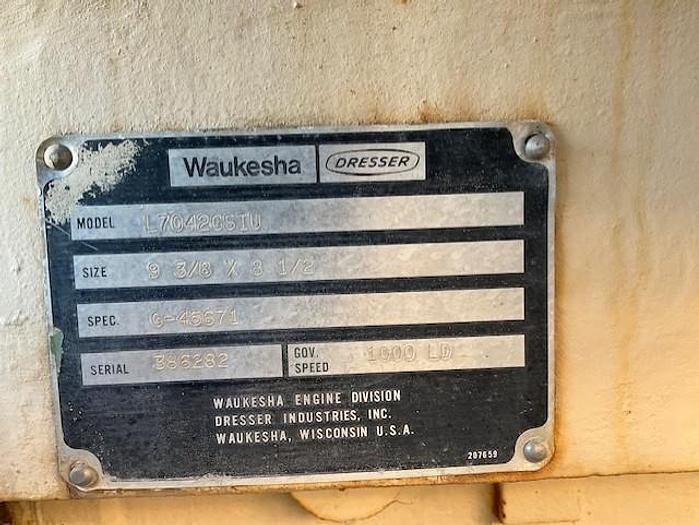 Waukesha DRESSER
MODEL L7042GSIU
SIZE 9 3/8 X 8 1/2
SPEC. G-45671
SERIAL 386282 GOV. SPEED 1000 LD
WAUKESHA ENGINE DIVISION
DRESSER INDUSTRIES, INC.
WAUKESHA, WISCONSIN U.S.A.
207659